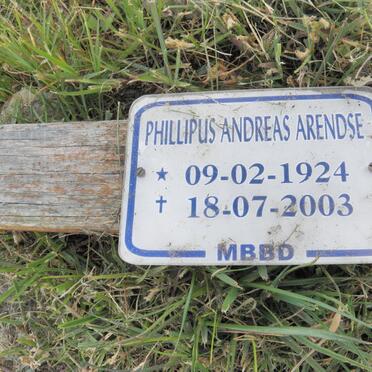 PHILLIPUS ANDREAS ARENDSE
★ 09-02-1924
✝ 18-07-2003
MBBD